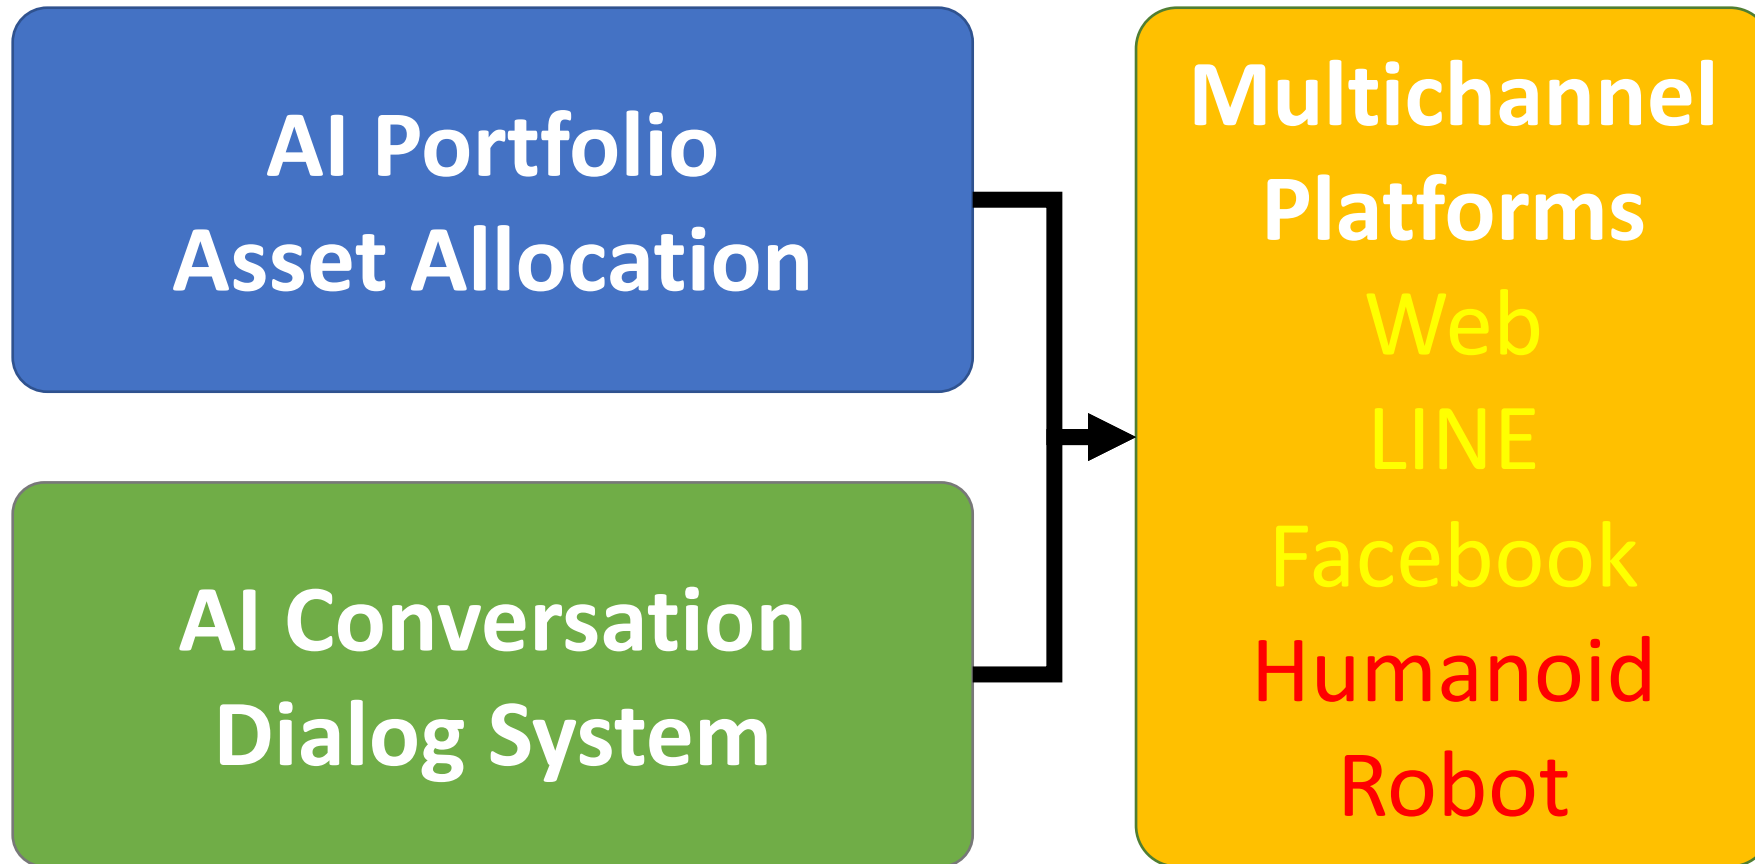 AI Portfolio
Asset Allocation
AI Conversation
Dialog System
Multichannel
Platforms
Web
LINE
Facebook
Humanoid
Robot